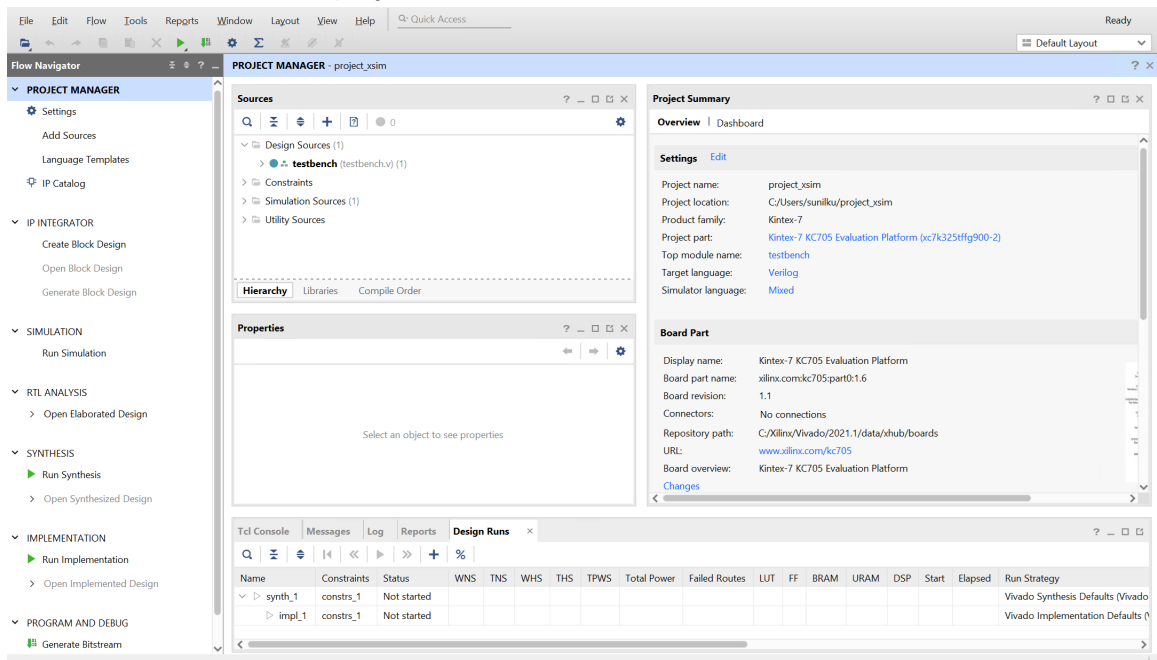 File Edit Flow Tools Reports Window Layout View Help Quick Access Ready
Default Layout
Flow Navigator
PROJECT MANAGER
Settings
Add Sources
Language Templates
IP Catalog
IP INTEGRATOR
Create Block Design
Open Block Design
Generate Block Design
SIMULATION
Run Simulation
RTL ANALYSIS
Open Elaborated Design
SYNTHESIS
Run Synthesis
Open Synthesized Design
IMPLEMENTATION
Run Implementation
Open Implemented Design
PROGRAM AND DEBUG
Generate Bitstream
PROJECT MANAGER - project_xsim
Sources
0
Design Sources (1)
testbench (testbench.v) (1)
Constraints
Simulation Sources (1)
Utility Sources
Hierarchy Libraries Compile Order
Properties
Select an object to see properties
Project Summary
Overview | Dashboard
Settings Edit
Project name: project_xsim
Project location: C:/Users/sunilku/project_xsim
Product family: Kintex-7
Project part: Kintex-7 KC705 Evaluation Platform (xc7k325tffg900-2)
Top module name: testbench
Target language: Verilog
Simulator language: Mixed
Board Part
Display name: Kintex-7 KC705 Evaluation Platform
Board part name: xilinx.com:kc705:part0:1.6
Board revision: 1.1
Connectors: No connections
Repository path: C:/Xilinx/Vivado/2021.1/data/xhub/boards
URL: www.xilinx.com/kc705
Board overview: Kintex-7 KC705 Evaluation Platform
Changes
Tcl Console Messages Log Reports Design Runs
Name Constraints Status WNS TNS WHS THS TPWS Total Power Failed Routes LUT FF BRAM URAM DSP Start Elapsed Run Strategy
synth_1 constrs_1 Not started Vivado Synthesis Defaults (Vivado
impl_1 constrs_1 Not started Vivado Implementation Defaults (